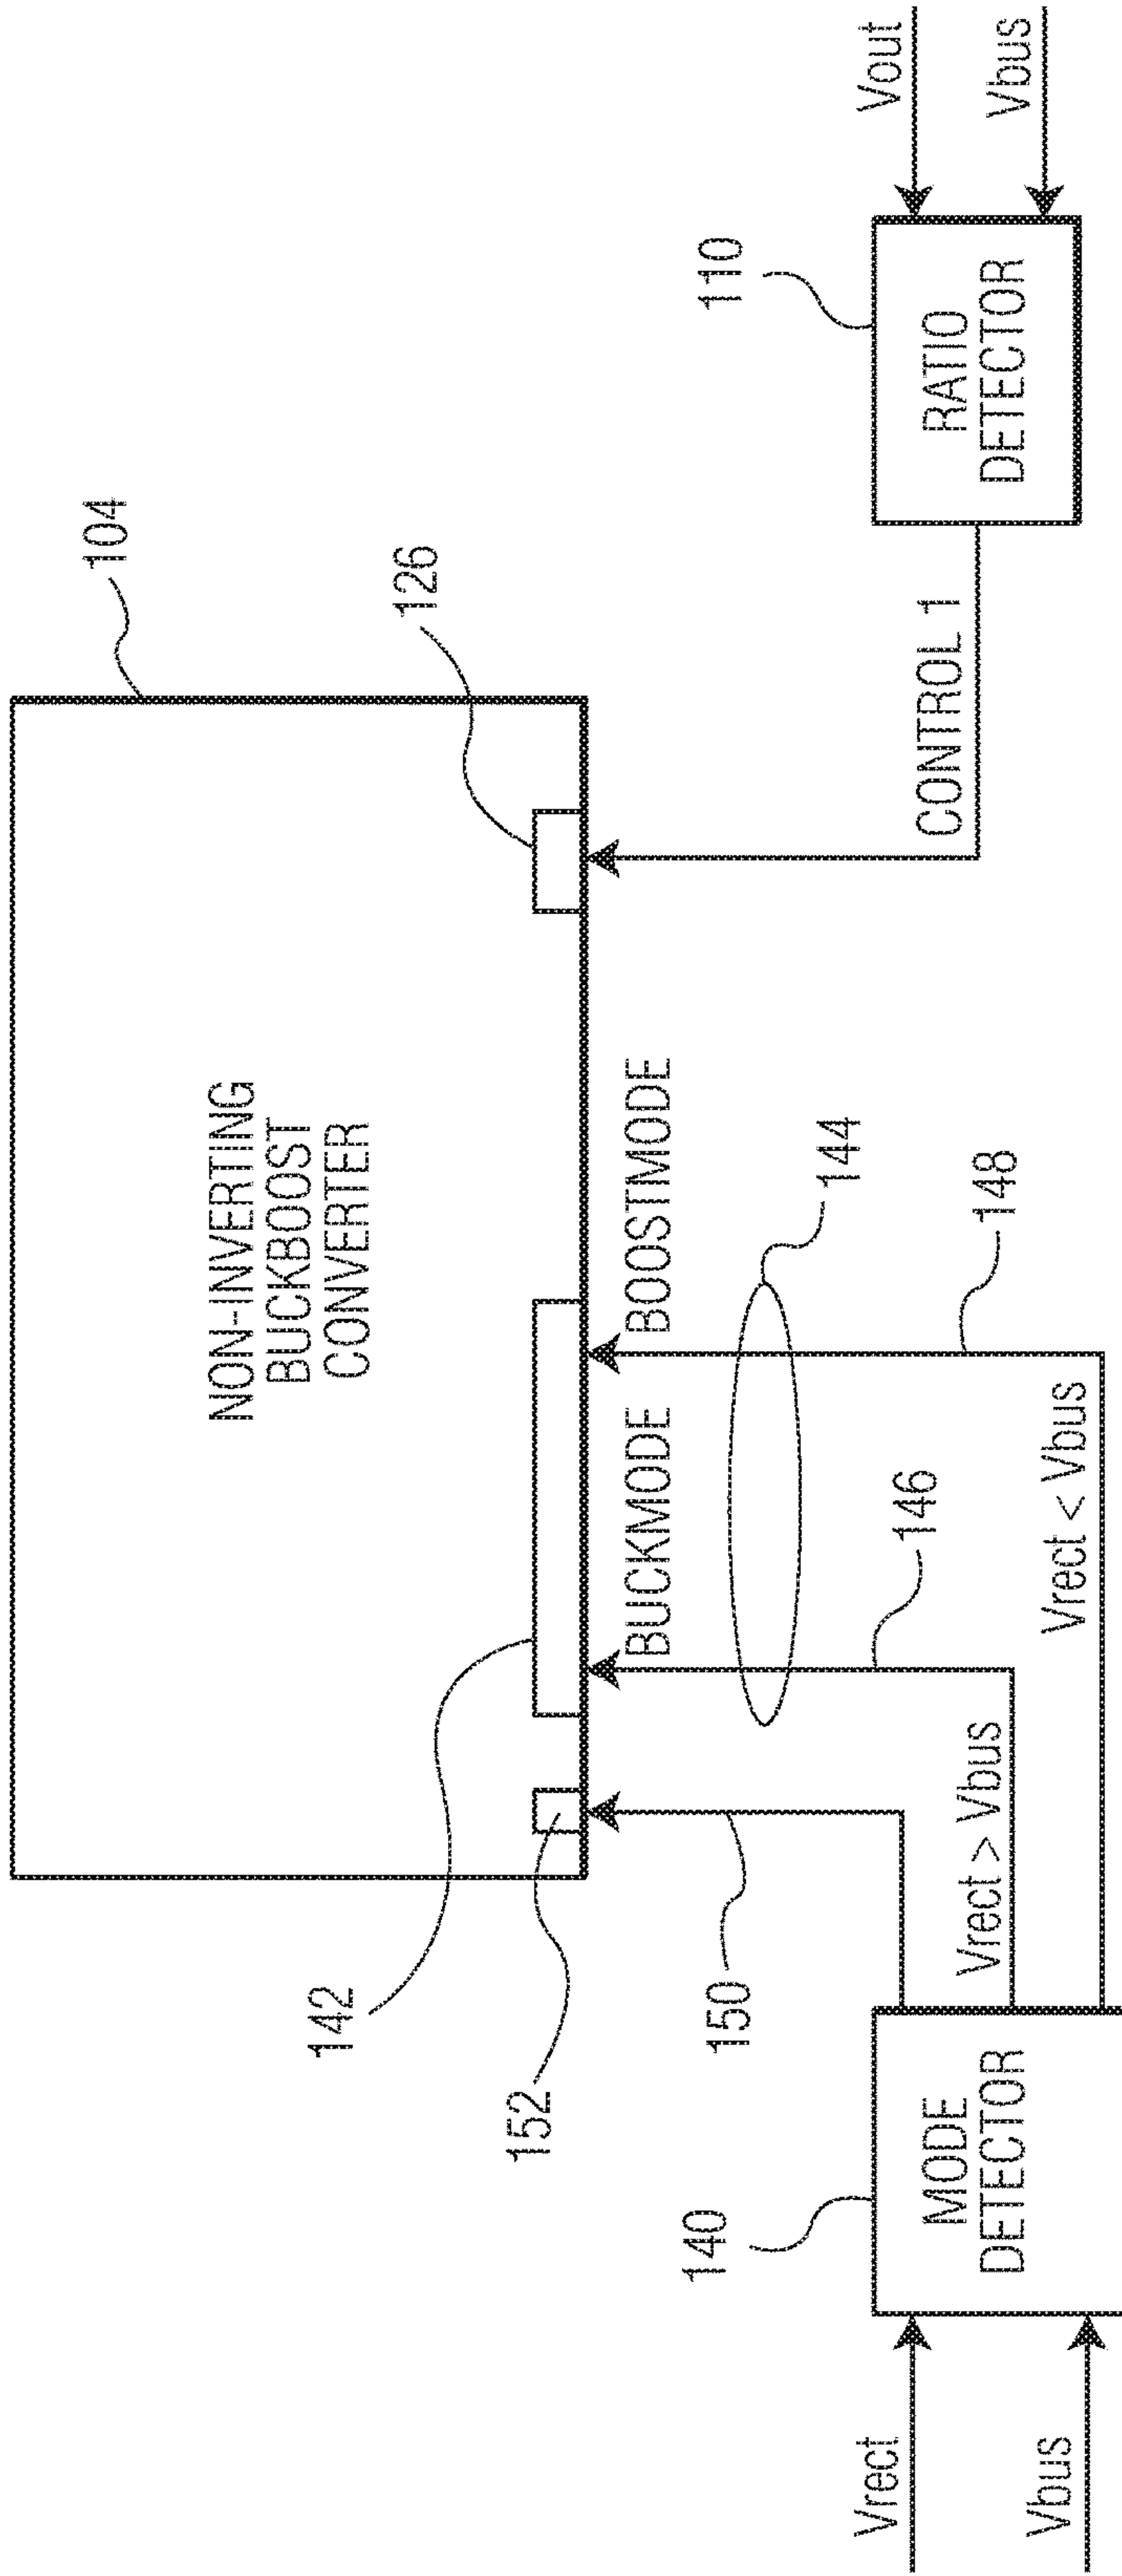 104
NON-INVERTING
BUCKBOOST
CONVERTER
126
142
152
BUCKMODE
BOOSTMODE
144
150
146
148
Vrect > Vbus
Vrect < Vbus
CONTROL 1
140
MODE
DETECTOR
Vrect
Vbus
110
RATIO
DETECTOR
Vout
Vbus